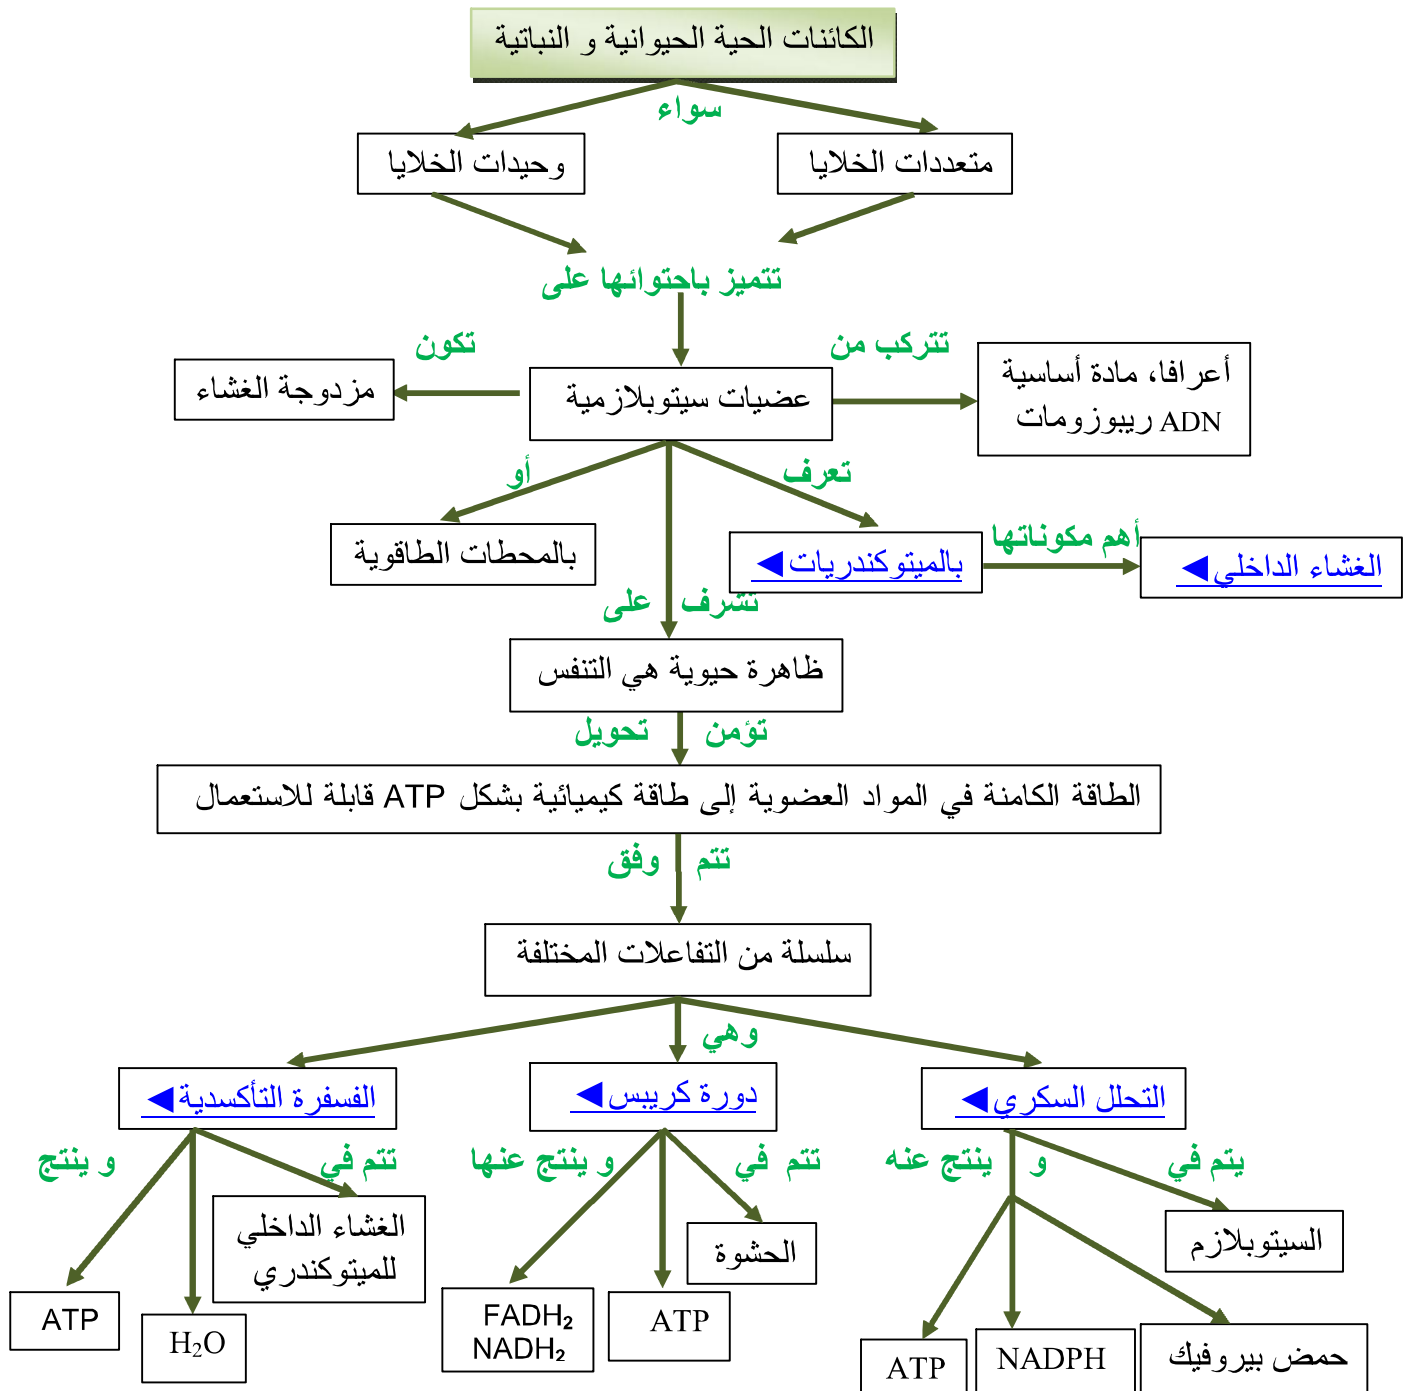 الكائنات الحية الحيوانية و النباتية
سواء
متعددات الخلايا
وحيدات الخلايا
تتميز باحتوائها على
تتركب من
تكون
أعرافا، مادة أساسية
ADN ريبوزومات
عضيات سيتوبلازمية
مزدوجة الغشاء
تعرف
أو
أهم مكوناتها
الغشاء الداخلي◄
بالميتوكندريات◄
بالمحطات الطاقوية
تشرف على
ظاهرة حيوية هي التنفس
تؤمن تحويل
الطاقة الكامنة في المواد العضوية إلى طاقة كيميائية بشكل ATP قابلة للاستعمال
تتم وفق
سلسلة من التفاعلات المختلفة
وهي
التحلل السكري◄
دورة كريبس◄
الفسفرة التأكسدية◄
يتم في
و ينتج عنه
تتم في
و ينتج عنها
تتم في
و ينتج
السيتوبلازم
الحشوة
الغشاء الداخلي
للميتوكندري
حمض بيروفيك
NADPH
ATP
ATP
FADH₂
NADH₂
H₂O
ATP